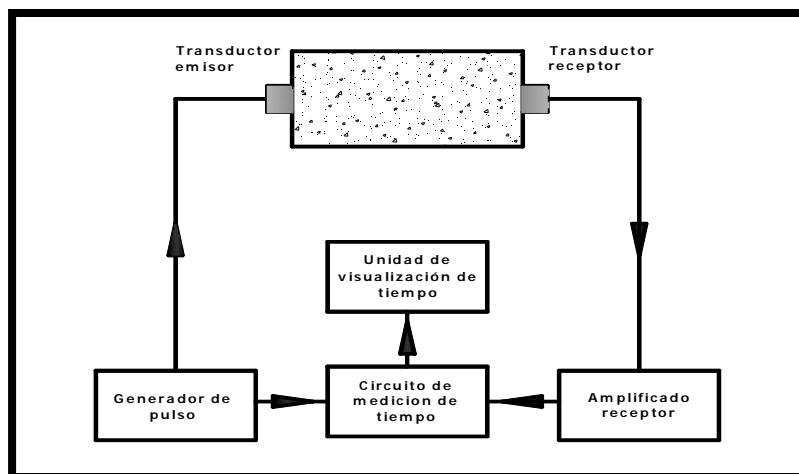 Transductor
emisor
Transductor
receptor
Unidad de
visualización de
tiempo
Generador de
pulso
Circuito de
medicion de
tiempo
Amplificado
receptor